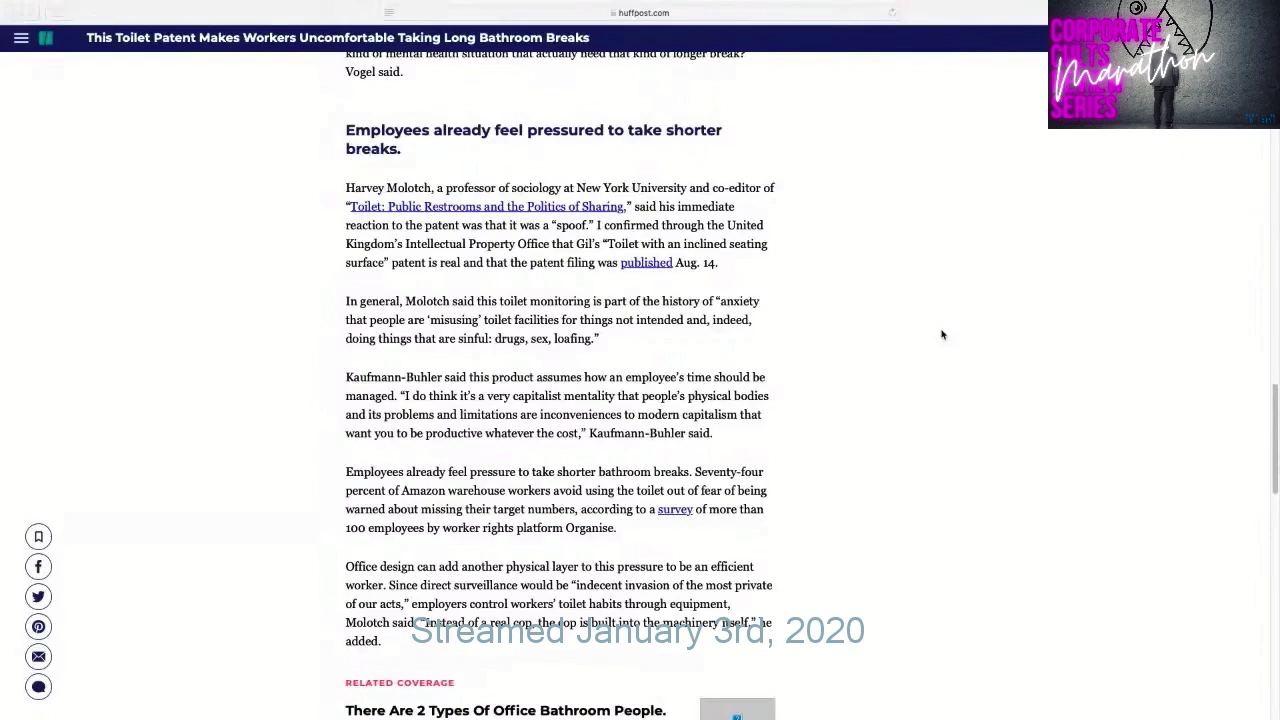 huffpost.com
This Toilet Patent Makes Workers Uncomfortable Taking Long Bathroom Breaks
CORPORATE
CULTS
Marathon
SERIES
kind of mental health situation that actually need that kind of longer break?
Vogel said.
Employees already feel pressured to take shorter
breaks.
Harvey Molotch, a professor of sociology at New York University and co-editor of
“Toilet: Public Restrooms and the Politics of Sharing,” said his immediate
reaction to the patent was that it was a “spoof.” I confirmed through the United
Kingdom’s Intellectual Property Office that Gil’s “Toilet with an inclined seating
surface” patent is real and that the patent filing was published Aug. 14.
In general, Molotch said this toilet monitoring is part of the history of “anxiety
that people are ‘misusing’ toilet facilities for things not intended and, indeed,
doing things that are sinful: drugs, sex, loafing.”
Kaufmann-Buhler said this product assumes how an employee’s time should be
managed. “I do think it’s a very capitalist mentality that people’s physical bodies
and its problems and limitations are inconveniences to modern capitalism that
want you to be productive whatever the cost,” Kaufmann-Buhler said.
Employees already feel pressure to take shorter bathroom breaks. Seventy-four
percent of Amazon warehouse workers avoid using the toilet out of fear of being
warned about missing their target numbers, according to a survey of more than
100 employees by worker rights platform Organise.
Office design can add another physical layer to this pressure to be an efficient
worker. Since direct surveillance would be “indecent invasion of the most private
of our acts,” employers control workers’ toilet habits through equipment,
Molotch said. “Instead of a real cop, the cop is built into the machinery itself,” he
added.
Streamed January 3rd, 2020
RELATED COVERAGE
There Are 2 Types Of Office Bathroom People.